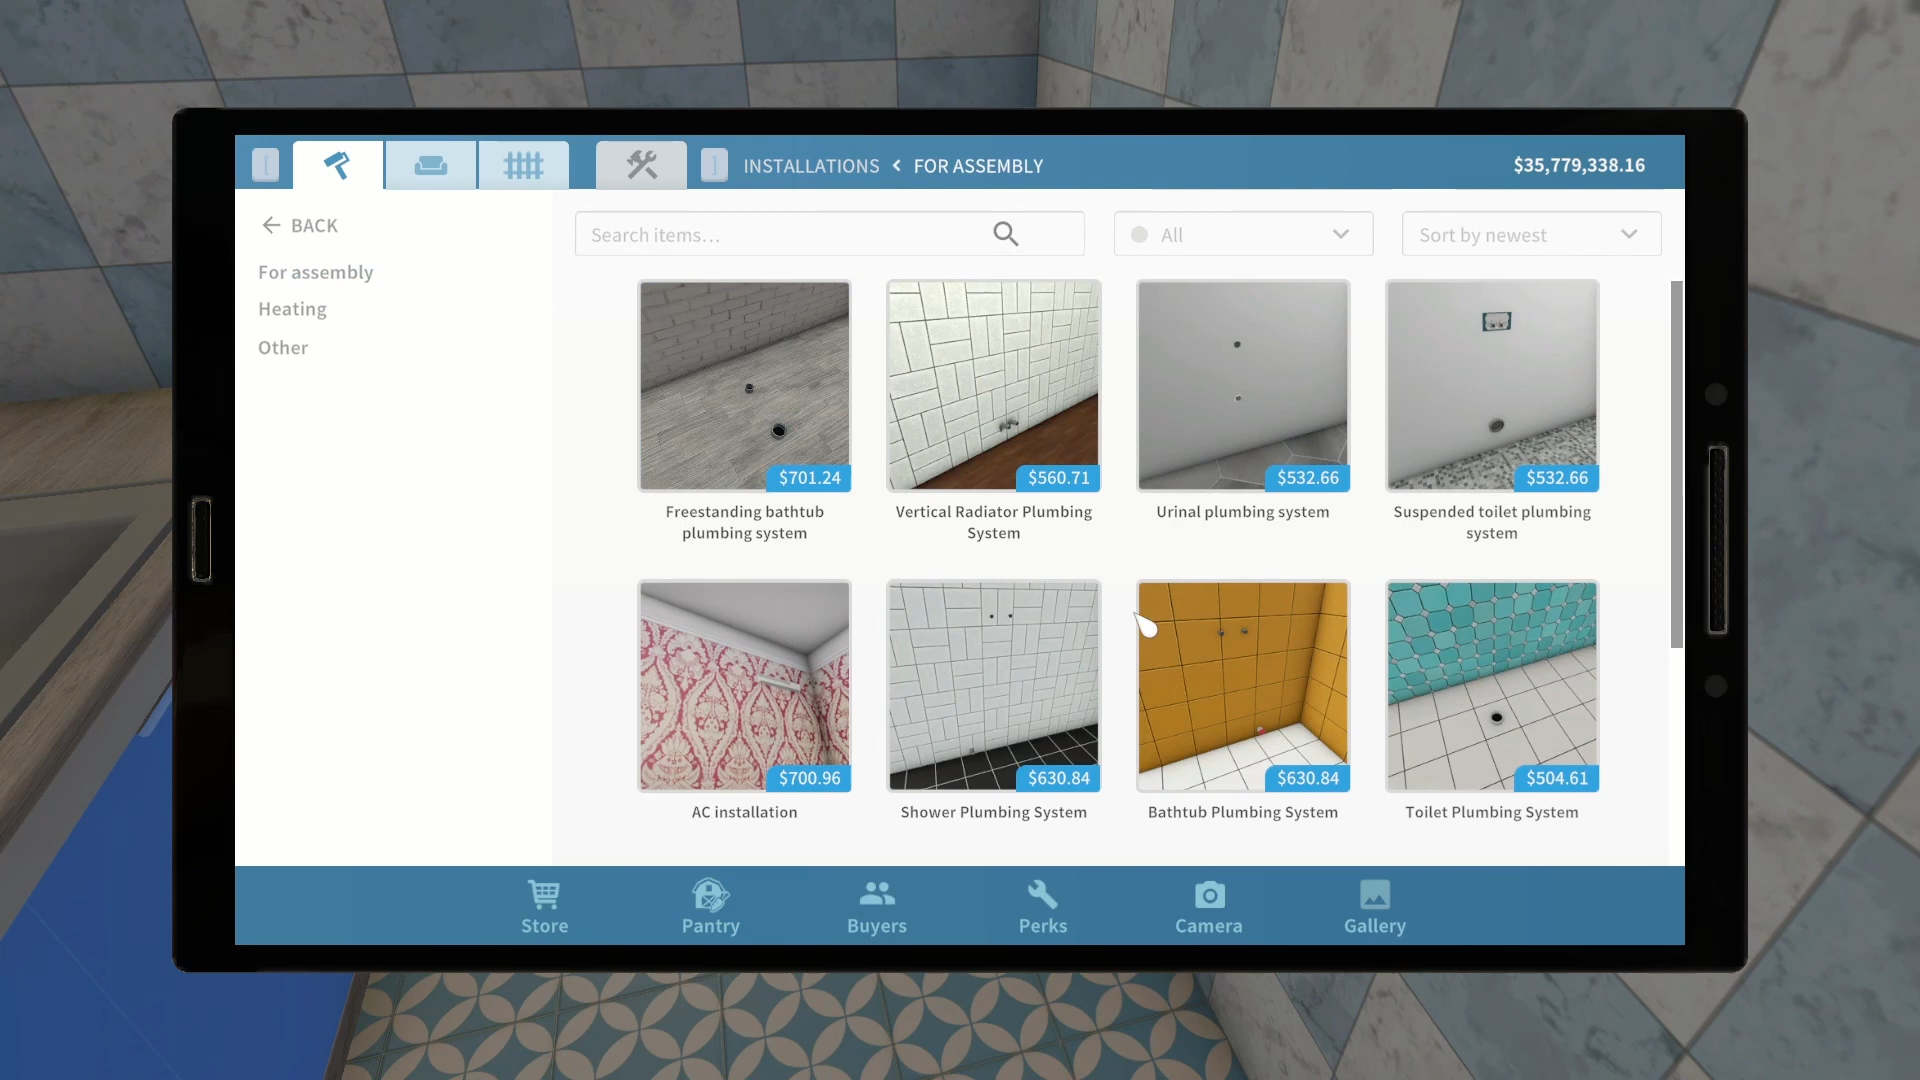 [
]
INSTALLATIONS < FOR ASSEMBLY
$35,779,338.16
← BACK
For assembly
Heating
Other
Search items...
All
Sort by newest
$701.24
$560.71
$532.66
$532.66
Freestanding bathtub
plumbing system
Vertical Radiator Plumbing
System
Urinal plumbing system
Suspended toilet plumbing
system
$700.96
$630.84
$630.84
$504.61
AC installation
Shower Plumbing System
Bathtub Plumbing System
Toilet Plumbing System
Store
Pantry
Buyers
Perks
Camera
Gallery